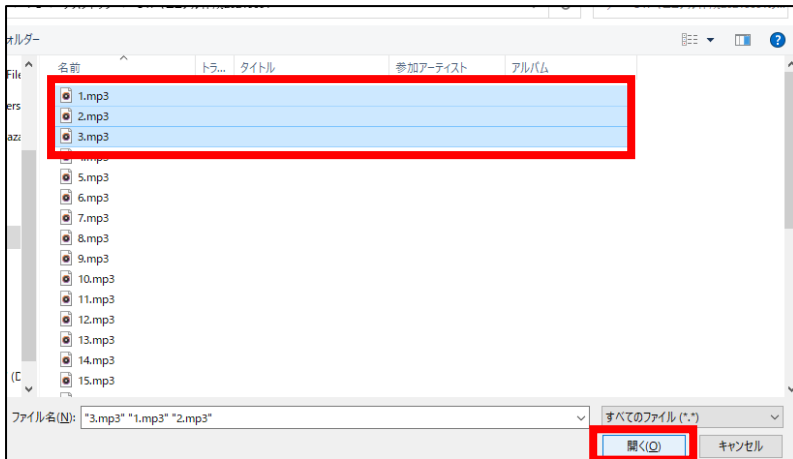 ォルダー
名前 トラ... タイトル 参加アーティスト アルバム
File
1.mp3
ers
2.mp3
aza
3.mp3
5.mp3
6.mp3
7.mp3
8.mp3
9.mp3
10.mp3
11.mp3
12.mp3
13.mp3
14.mp3
(D
15.mp3
ファイル名(N): "3.mp3" "1.mp3" "2.mp3" すべてのファイル (*.*)
開く(O) キャンセル